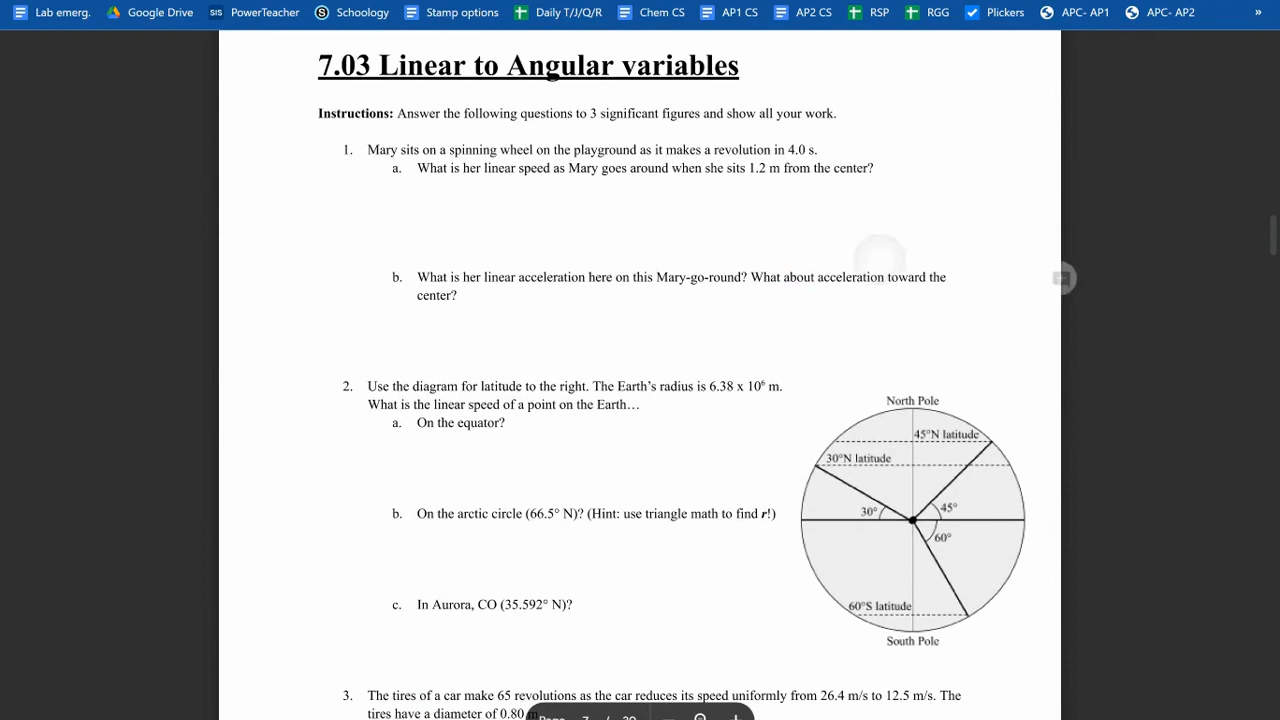 Lab emerg. Google Drive SIS PowerTeacher S Schoology Stamp options Daily T/J/Q/R Chem CS AP1 CS AP2 CS RSP RGG Plickers APC- AP1 APC- AP2 »
7.03 Linear to Angular variables
Instructions: Answer the following questions to 3 significant figures and show all your work.
1. Mary sits on a spinning wheel on the playground as it makes a revolution in 4.0 s.
a. What is her linear speed as Mary goes around when she sits 1.2 m from the center?
b. What is her linear acceleration here on this Mary-go-round? What about acceleration toward the
center?
2. Use the diagram for latitude to the right. The Earth's radius is 6.38 x 10⁶ m.
What is the linear speed of a point on the Earth…
a. On the equator?
b. On the arctic circle (66.5° N)? (Hint: use triangle math to find r!)
c. In Aurora, CO (35.592° N)?
North Pole
45°N latitude
30°N latitude
30°
45°
60°
60°S latitude
South Pole
3. The tires of a car make 65 revolutions as the car reduces its speed uniformly from 26.4 m/s to 12.5 m/s. The
tires have a diameter of 0.80
Page 7 / 20